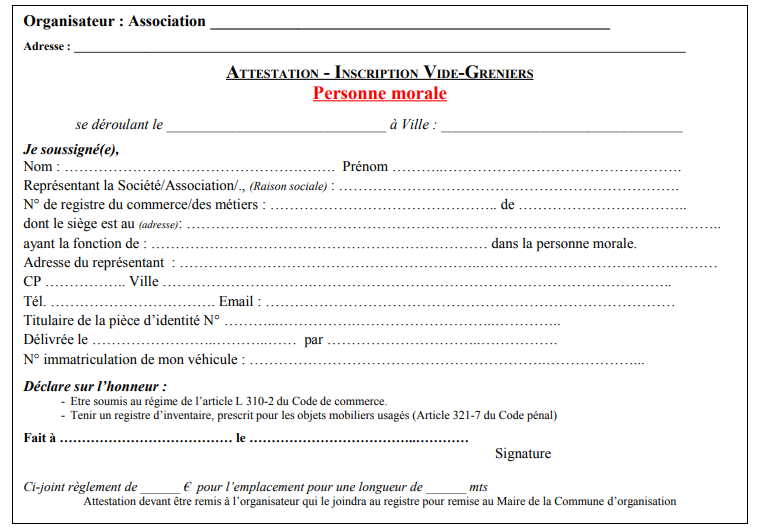 Organisateur : Association ______________________________________________
Adresse : ______________________________________________________________________________________
ATTESTATION - INSCRIPTION VIDE-GRENIERS
Personne morale
se déroulant le ______________________________ à Ville : _________________________________
Je soussigné(e),
Nom : ………………………………………………. Prénom ………..………………………………………….
Représentant la Société/Association/., (Raison sociale) : …………………………………………………………….
N° de registre du commerce/des métiers : ……………………………………….. de ……………………………..
dont le siège est au (adresse): ………………………………………………………………………………………………..
ayant la fonction de : ……………………………………………………………. dans la personne morale.
Adresse du représentant : …………………………………………………..……………………………….………
CP …………….. Ville …………………………………………………………………………………………..
Tél. ……………………………. Email : …………………………………………………………………………
Titulaire de la pièce d’identité N° ……...…………………………………..…………..
Délivrée le ………………………………..……. par ……………………..………………….
N° immatriculation de mon véhicule : ……………………………………………………………………...
Déclare sur l’honneur :
- Etre soumis au régime de l’article L 310-2 du Code de commerce.
- Tenir un registre d’inventaire, prescrit pour les objets mobiliers usagés (Article 321-7 du Code pénal)
Fait à ………………………………… le ………………………………...…………
Signature
Ci-joint règlement de ______ € pour l’emplacement pour une longueur de ______ mts
Attestation devant être remis à l’organisateur qui le joindra au registre pour remise au Maire de la Commune d’organisation